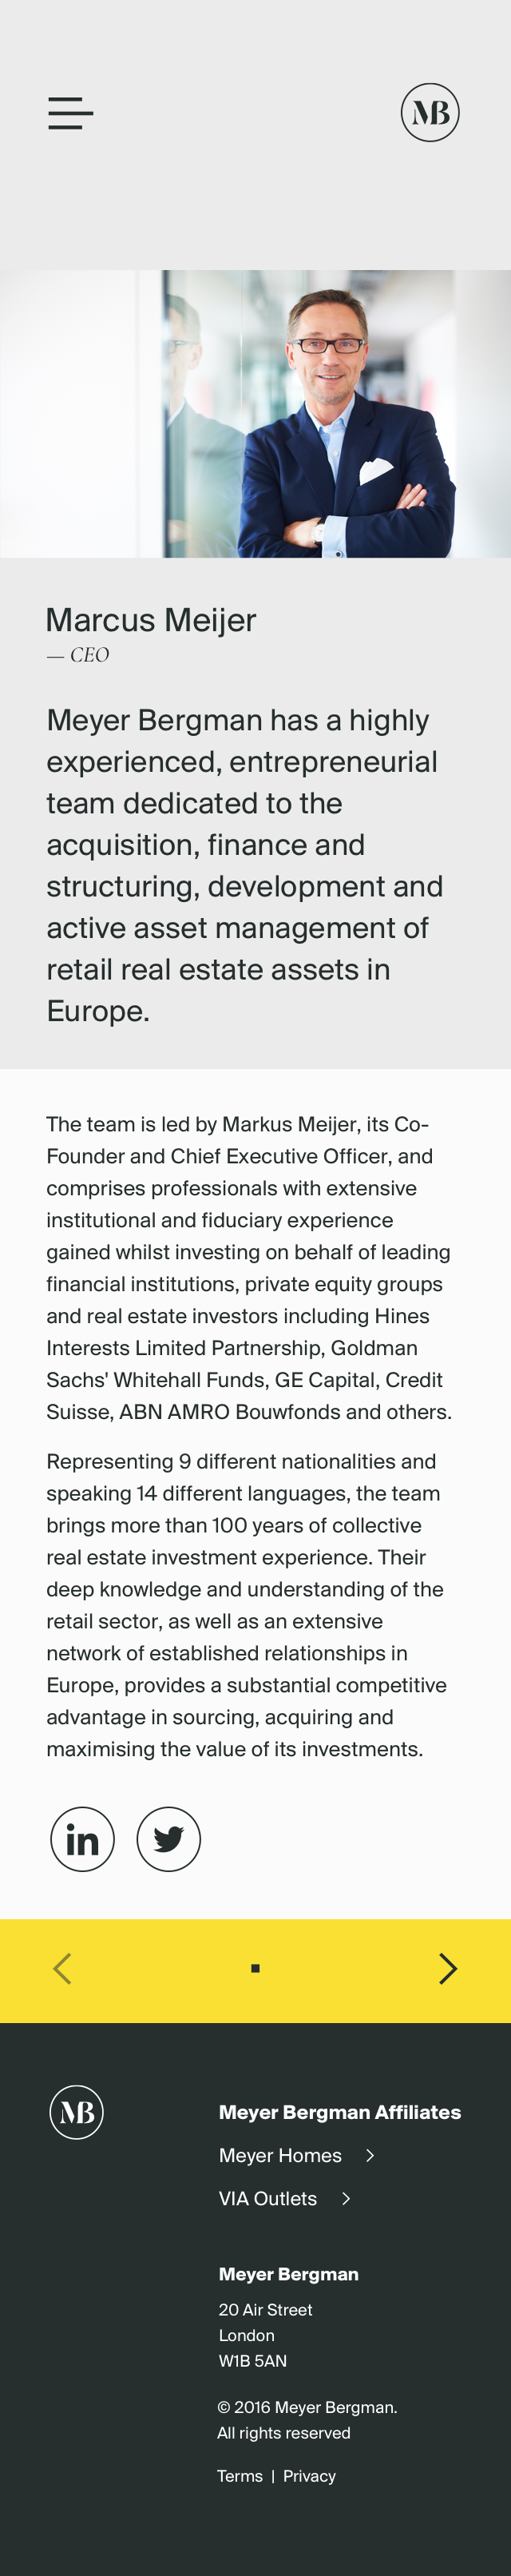 MB
Marcus Meijer
— CEO
Meyer Bergman has a highly
experienced, entrepreneurial
team dedicated to the
acquisition, finance and
structuring, development and
active asset management of
retail real estate assets in
Europe.
The team is led by Markus Meijer, its Co-
Founder and Chief Executive Officer, and
comprises professionals with extensive
institutional and fiduciary experience
gained whilst investing on behalf of leading
financial institutions, private equity groups
and real estate investors including Hines
Interests Limited Partnership, Goldman
Sachs' Whitehall Funds, GE Capital, Credit
Suisse, ABN AMRO Bouwfonds and others.
Representing 9 different nationalities and
speaking 14 different languages, the team
brings more than 100 years of collective
real estate investment experience. Their
deep knowledge and understanding of the
retail sector, as well as an extensive
network of established relationships in
Europe, provides a substantial competitive
advantage in sourcing, acquiring and
maximising the value of its investments.
in
MB
Meyer Bergman Affiliates
Meyer Homes
VIA Outlets
Meyer Bergman
20 Air Street
London
W1B 5AN
© 2016 Meyer Bergman.
All rights reserved
Terms | Privacy